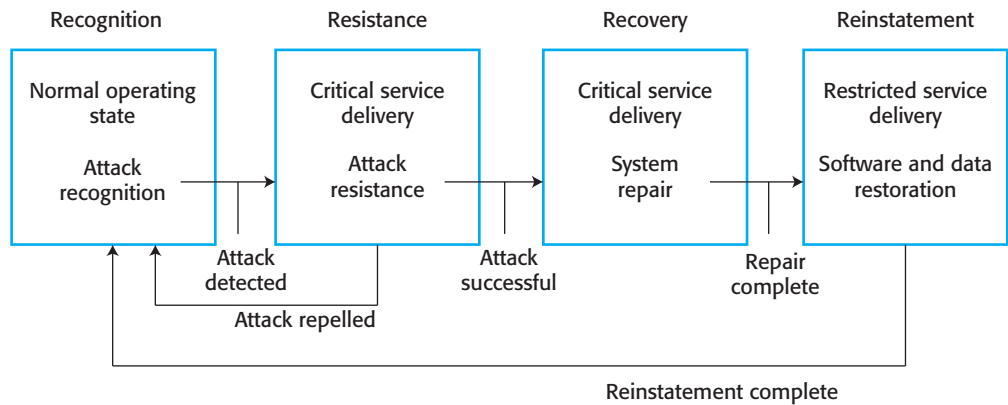 Recognition
Resistance
Recovery
Reinstatement
Normal operating
state
Attack
recognition
Critical service
delivery
Attack
resistance
Critical service
delivery
System
repair
Restricted service
delivery
Software and data
restoration
Attack
detected
Attack
successful
Repair
complete
Attack repelled
Reinstatement complete